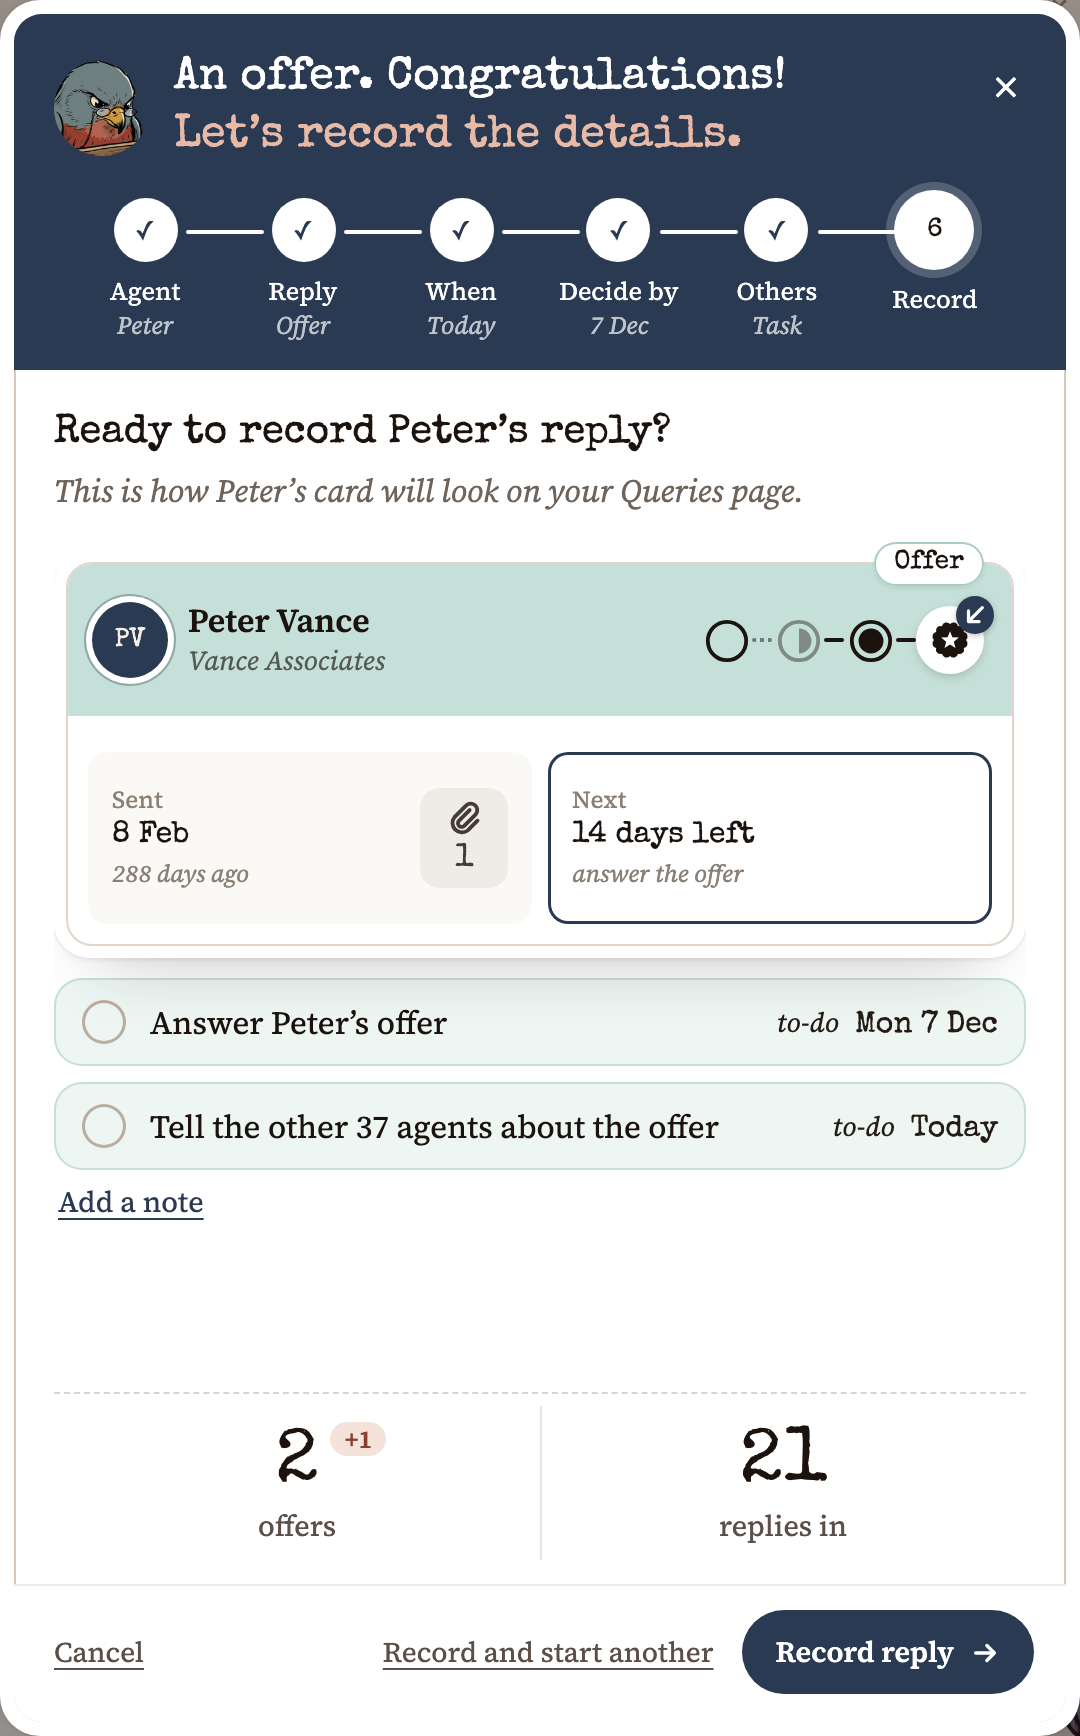 An offer. Congratulations!
Let’s record the details.
6
Agent
Reply
When
Decide by
Others
Record
Peter
Offer
Today
7 Dec
Task
Ready to record Peter’s reply?
This is how Peter’s card will look on your Queries page.
Offer
PV
Peter Vance
Vance Associates
Sent
8 Feb
288 days ago
1
Next
14 days left
answer the offer
Answer Peter’s offer
to-do Mon 7 Dec
Tell the other 37 agents about the offer
to-do Today
Add a note
2 +1
offers
21
replies in
Cancel
Record and start another
Record reply